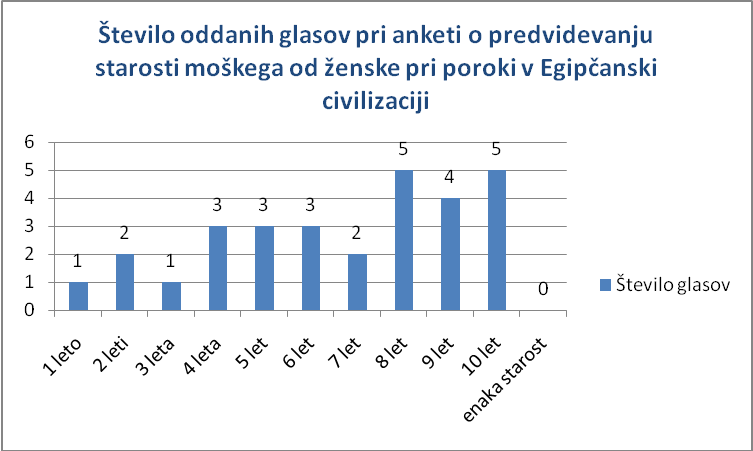 Število oddanih glasov pri anketi o predvidevanju
starosti moškega od ženske pri poroki v Egipčanski
civilizaciji
6
5
4
3
2
1
0
1
2
1
3
3
3
2
5
4
5
0
1 leto
2 leti
3 leta
4 leta
5 let
6 let
7 let
8 let
9 let
10 let
enaka starost
Število glasov